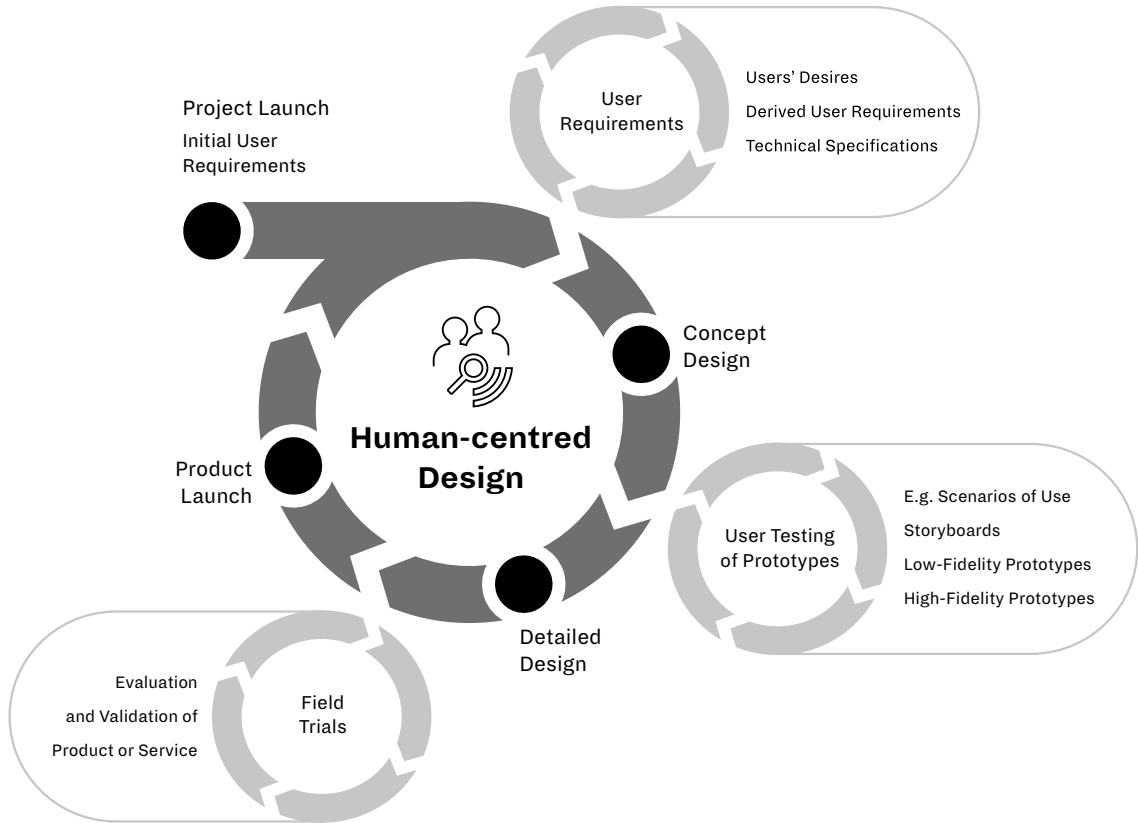 Project Launch
Initial User
Requirements
User
Requirements
Users’ Desires
Derived User Requirements
Technical Specifications
Concept
Design
Human-centred
Design
User Testing
of Prototypes
E.g. Scenarios of Use
Storyboards
Low-Fidelity Prototypes
High-Fidelity Prototypes
Detailed
Design
Field
Trials
Evaluation
and Validation of
Product or Service
Product
Launch